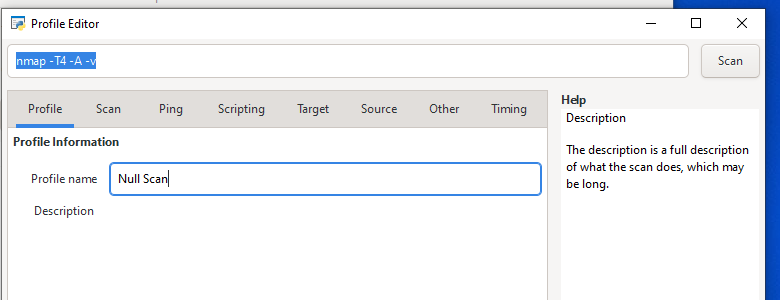 Profile Editor
nmap -T4 -A -v
Scan
Profile Scan Ping Scripting Target Source Other Timing
Profile Information
Profile name Null Scan
Description
Help
Description
The description is a full description
of what the scan does, which may
be long.